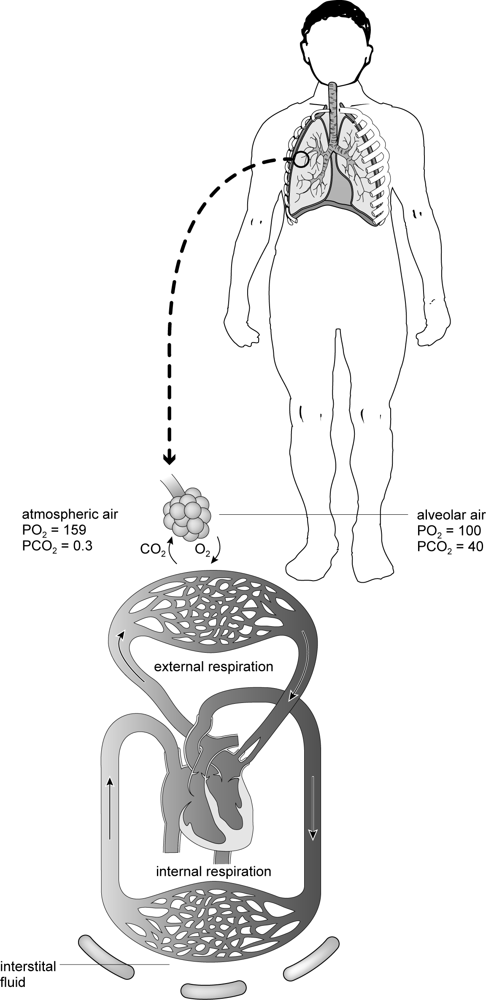 atmospheric air
PO₂ = 159
PCO₂ = 0.3
alveolar air
PO₂ = 100
PCO₂ = 40
CO₂
O₂
external respiration
internal respiration
interstital
fluid